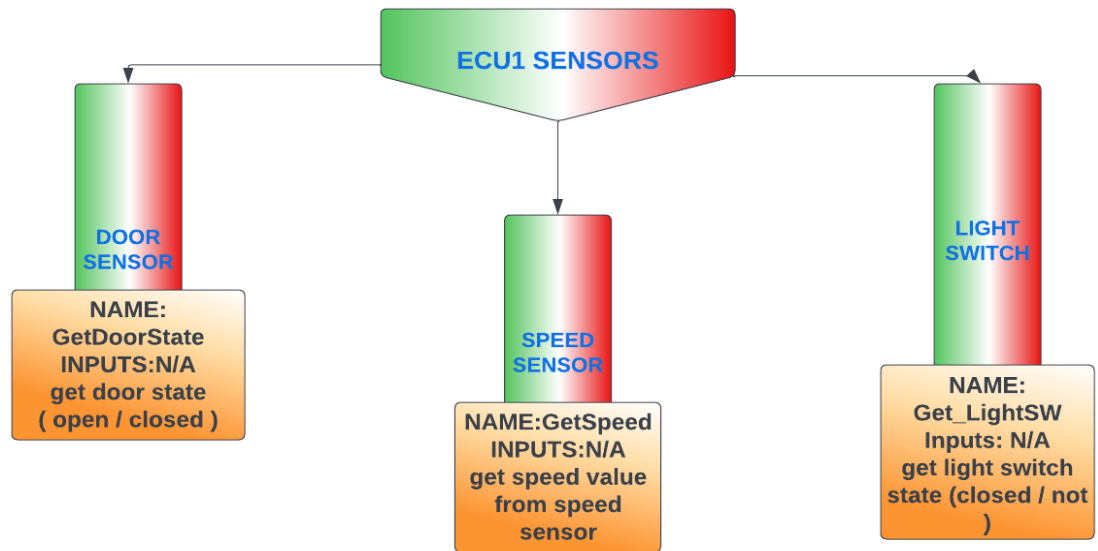 ECU1 SENSORS
DOOR
SENSOR
NAME:
GetDoorState
INPUTS:N/A
get door state
( open / closed )
SPEED
SENSOR
NAME:GetSpeed
INPUTS:N/A
get speed value
from speed
sensor
LIGHT
SWITCH
NAME:
Get_LightSW
Inputs: N/A
get light switch
state (closed / not
)